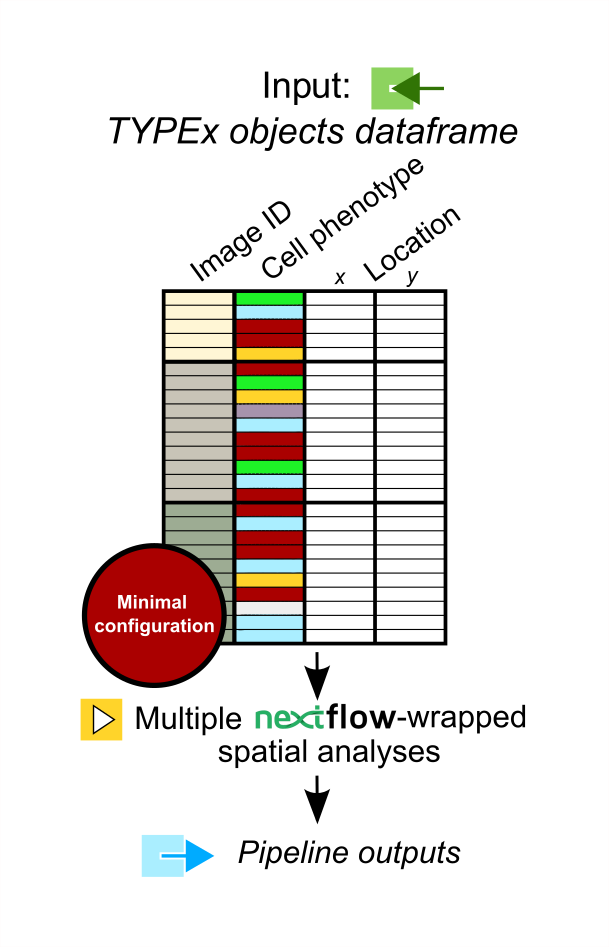 Input:
TYPEx objects dataframe
Image ID
Cell phenotype
Location
x
y
Minimal
configuration
Multiple nextflow-wrapped
spatial analyses
Pipeline outputs